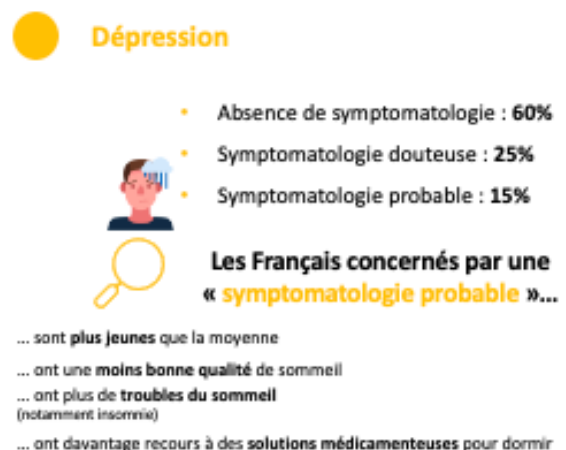 Dépression
• Absence de symptomatologie : 60%
• Symptomatologie douteuse : 25%
• Symptomatologie probable : 15%
Les Français concernés par une
« symptomatologie probable »...
... sont plus jeunes que la moyenne
... ont une moins bonne qualité de sommeil
... ont plus de troubles du sommeil
(notamment insomnie)
... ont davantage recours à des solutions médicamenteuses pour dormir